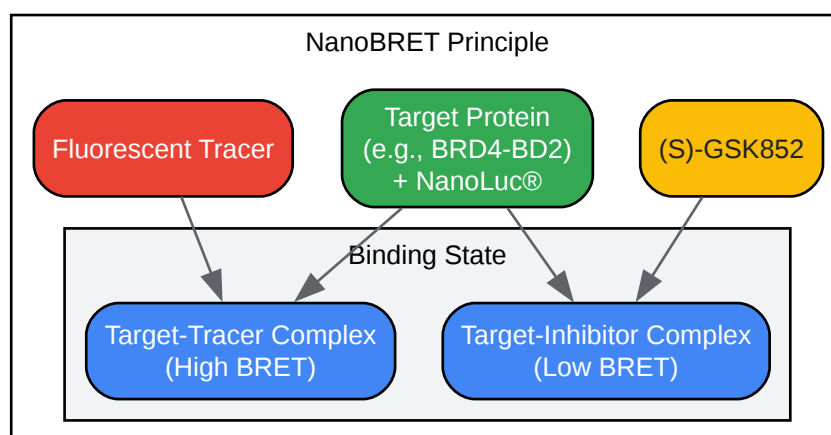 NanoBRET Principle
Fluorescent Tracer
Target Protein
(e.g., BRD4-BD2)
+ NanoLuc®
(S)-GSK852
Binding State
Target-Tracer Complex
(High BRET)
Target-Inhibitor Complex
(Low BRET)